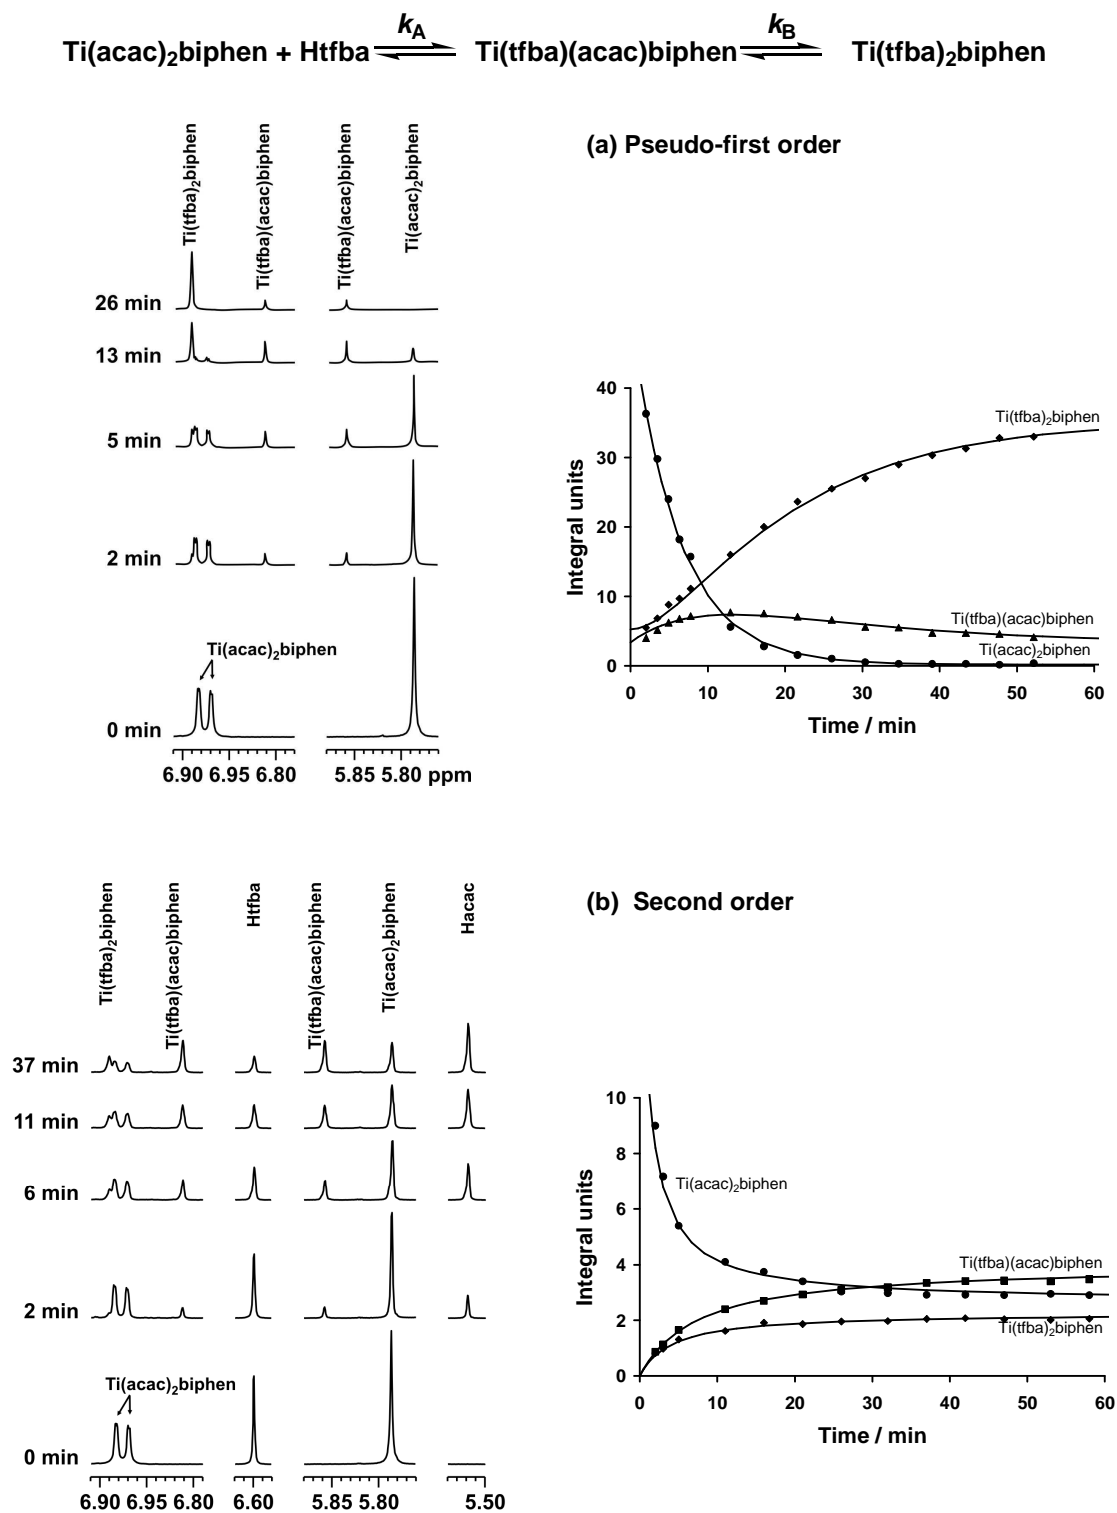 kA kB
Ti(acac)2biphen + Htfba Ti(tfba)(acac)biphen Ti(tfba)2biphen
(a) Pseudo-first order
Ti(tfba)2biphen
Ti(tfba)(acac)biphen
Ti(tfba)(acac)biphen
Ti(acac)2biphen
26 min
13 min
5 min
2 min
Ti(acac)2biphen
0 min
6.90 6.95 6.80 5.85 5.80 ppm
40
30
20
10
0
Integral units
Ti(tfba)2biphen
Ti(tfba)(acac)biphen
Ti(acac)2biphen
0 10 20 30 40 50 60
Time / min
(b) Second order
Ti(tfba)2biphen
Ti(tfba)(acac)biphen
Htfba
Ti(tfba)(acac)biphen
Ti(acac)2biphen
Hacac
37 min
11 min
6 min
2 min
Ti(acac)2biphen
0 min
6.90 6.95 6.80 6.60 5.85 5.80 5.50
10
8
6
4
2
0
Integral units
Ti(acac)2biphen
Ti(tfba)(acac)biphen
Ti(tfba)2biphen
0 10 20 30 40 50 60
Time / min